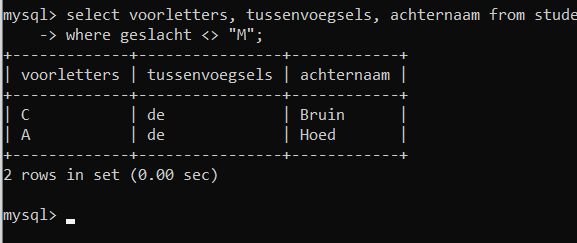 mysql> select voorletters, tussenvoegsels, achternaam from stude
    -> where geslacht <> "M";
+-------------+----------------+------------+
| voorletters | tussenvoegsels | achternaam |
+-------------+----------------+------------+
| C           | de             | Bruin      |
| A           | de             | Hoed       |
+-------------+----------------+------------+
2 rows in set (0.00 sec)
mysql>